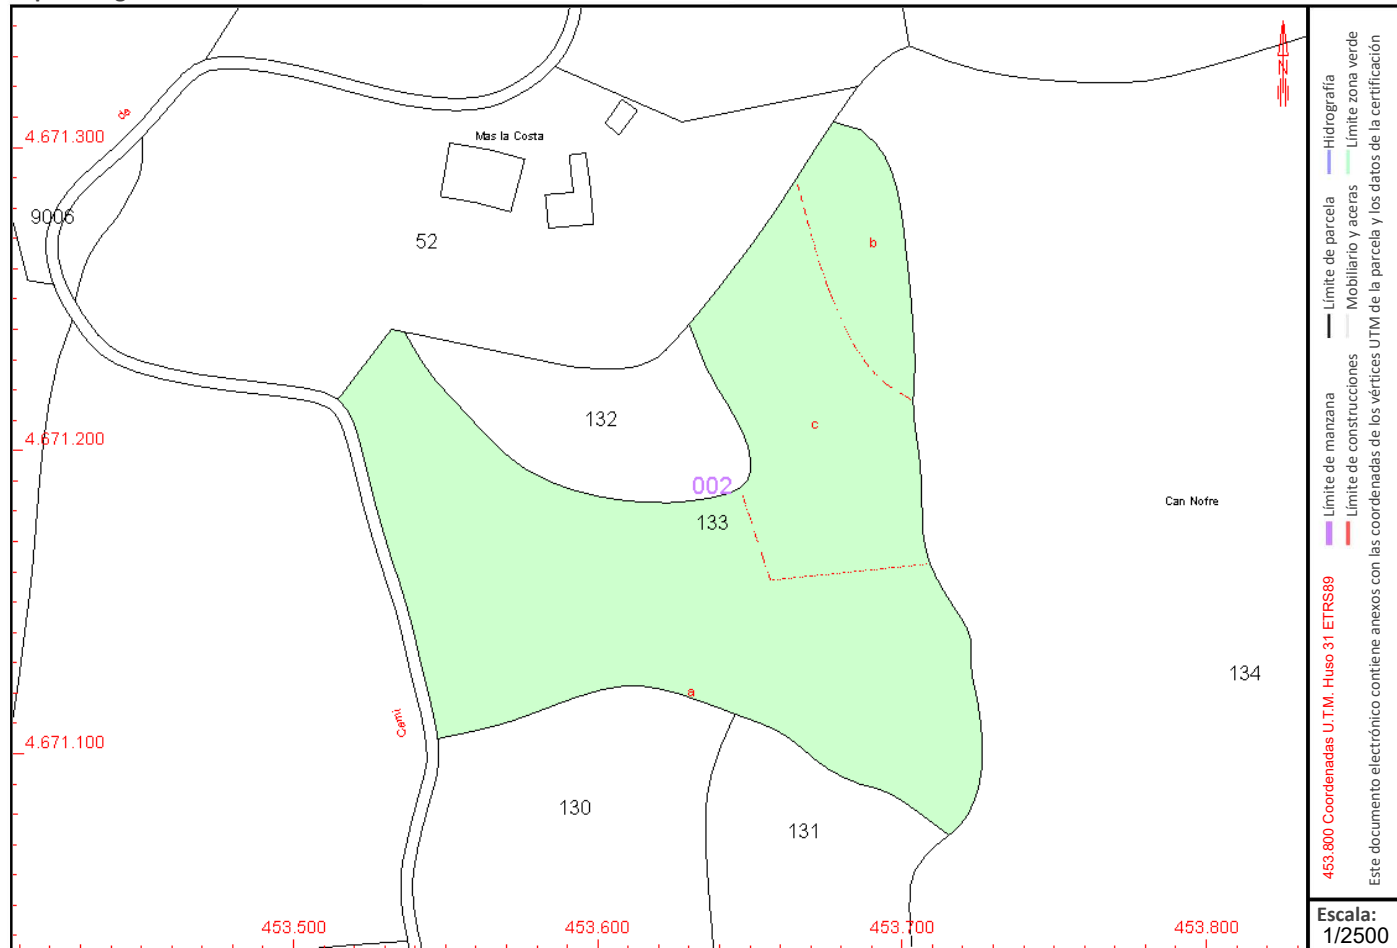 de
4.671.300
Mas la Costa
9006
52
b
132
c
4.671.200
002
133
Can Nofre
134
a
Camí
4.671.100
130
131
453.500
453.600
453.700
453.800
N
Límite de manzana
Límite de parcela
Hidrografía
Límite de construcciones
Mobiliario y aceras
Límite zona verde
453.800 Coordenadas U.T.M. Huso 31 ETRS89
Este documento electrónico contiene anexos con las coordenadas de los vértices UTM de la parcela y los datos de la certificación
Escala:
1/2500